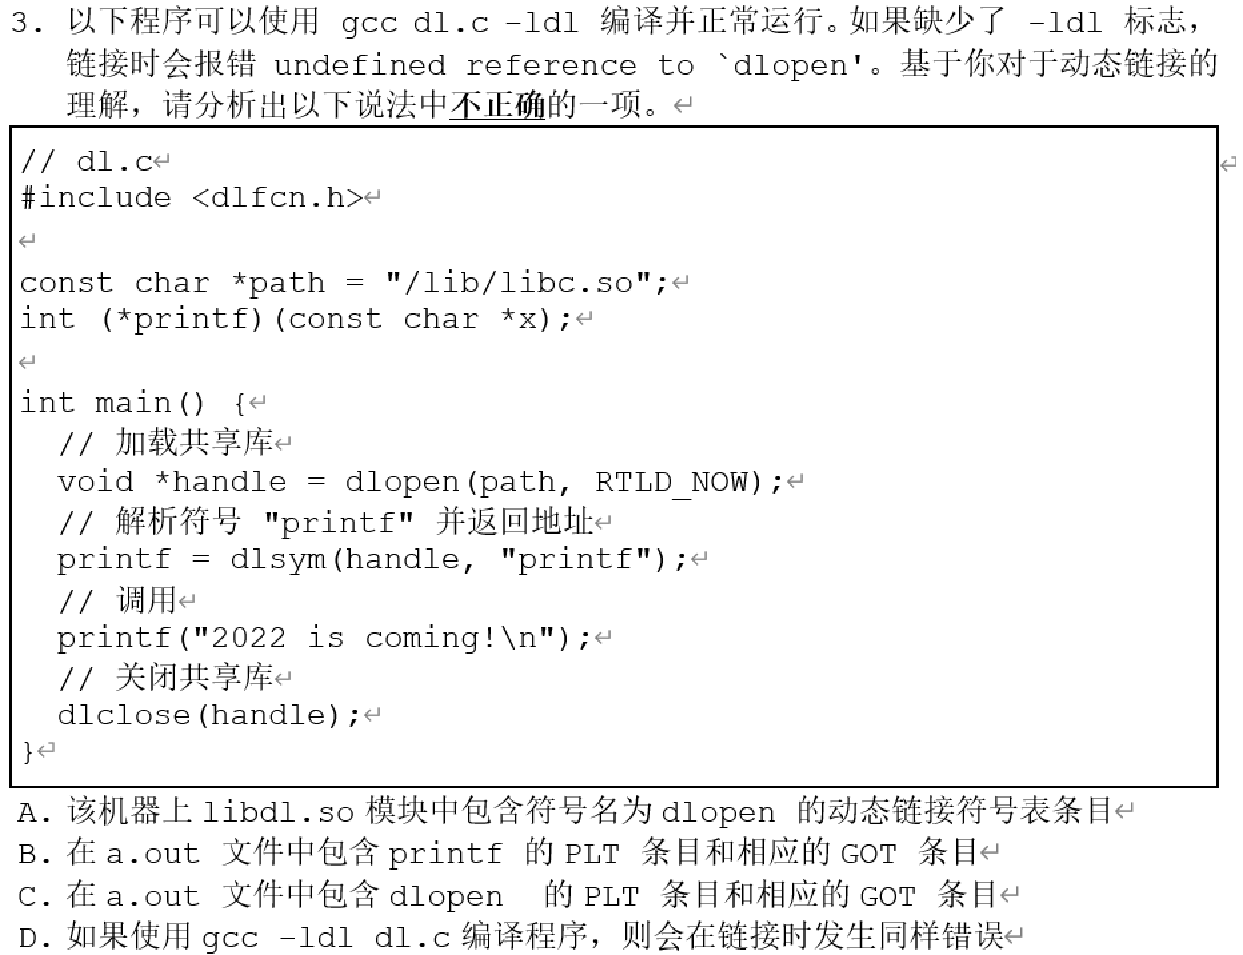 3. 以下程序可以使用 gcc dl.c -ldl 编译并正常运行。如果缺少了 -ldl 标志，
链接时会报错 undefined reference to `dlopen'。基于你对于动态链接的
理解，请分析出以下说法中不正确的一项。↵
// dl.c↵
#include <dlfcn.h>↵
↵
const char *path = "/lib/libc.so";↵
int (*printf)(const char *x);↵
↵
int main() {↵
  // 加载共享库↵
  void *handle = dlopen(path, RTLD_NOW);↵
  // 解析符号 "printf" 并返回地址↵
  printf = dlsym(handle, "printf");↵
  // 调用↵
  printf("2022 is coming!\n");↵
  // 关闭共享库↵
  dlclose(handle);↵
}↵
↵
A. 该机器上 libdl.so 模块中包含符号名为 dlopen 的动态链接符号表条目↵
B. 在 a.out 文件中包含 printf 的 PLT 条目和相应的 GOT 条目↵
C. 在 a.out 文件中包含 dlopen 的 PLT 条目和相应的 GOT 条目↵
D. 如果使用 gcc -ldl dl.c 编译程序，则会在链接时发生同样错误↵